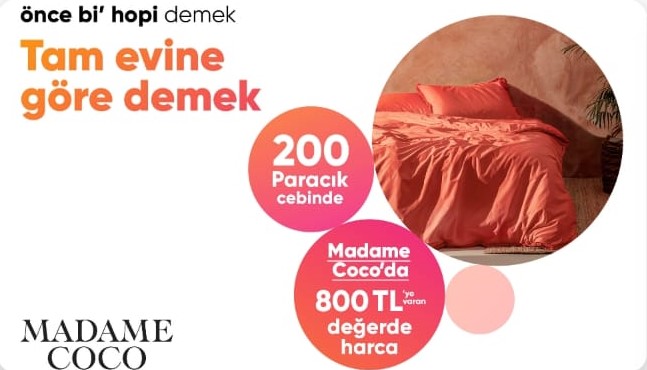 önce bi' hopi demek
Tam evine
göre demek
200
Paracık
cebinde
Madame
Coco'da
800 TL 'ye varan
değerde
harca
MADAME
COCO